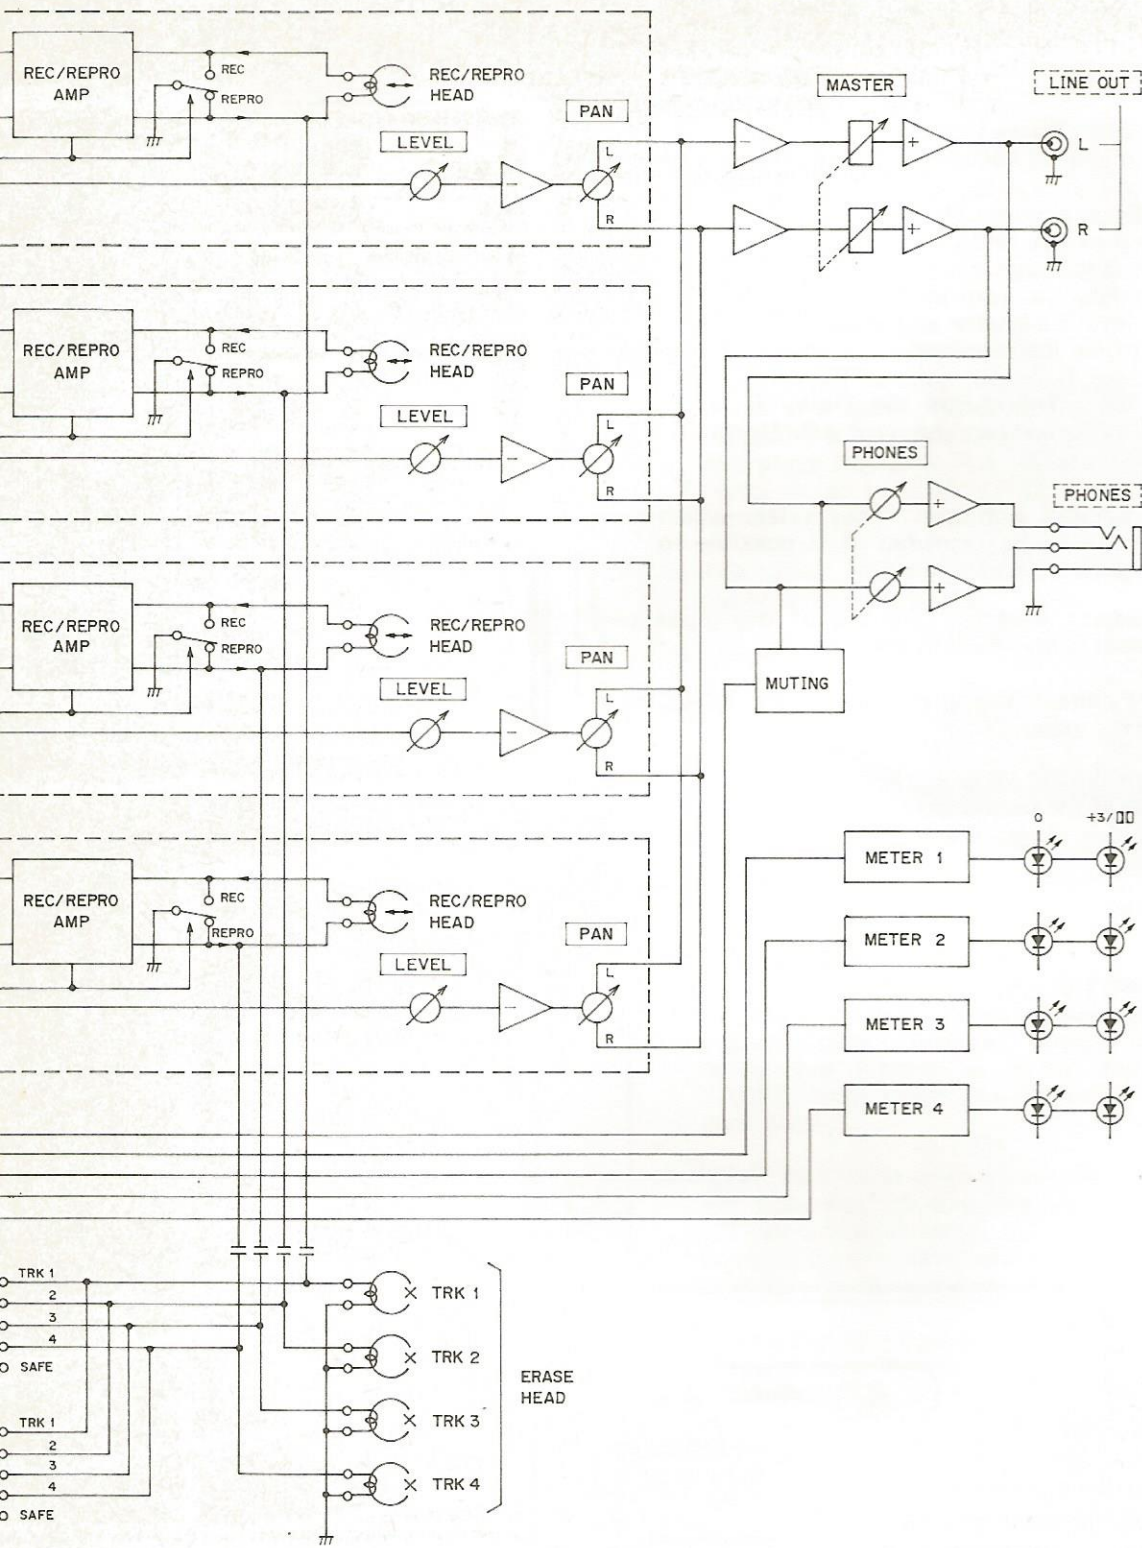 REC/REPRO
AMP
REC
REPRO
REC/REPRO
HEAD
LEVEL
PAN
L
R
MASTER
LINE OUT
L
R
REC/REPRO
AMP
REC
REPRO
REC/REPRO
HEAD
LEVEL
PAN
L
R
PHONES
PHONES
REC/REPRO
AMP
REC
REPRO
REC/REPRO
HEAD
LEVEL
PAN
L
R
MUTING
REC/REPRO
AMP
REC
REPRO
REC/REPRO
HEAD
LEVEL
PAN
L
R
0
+3/▯▯
METER 1
METER 2
METER 3
METER 4
TRK 1
2
3
4
SAFE
TRK 1
2
3
4
SAFE
TRK 1
TRK 2
TRK 3
TRK 4
ERASE
HEAD